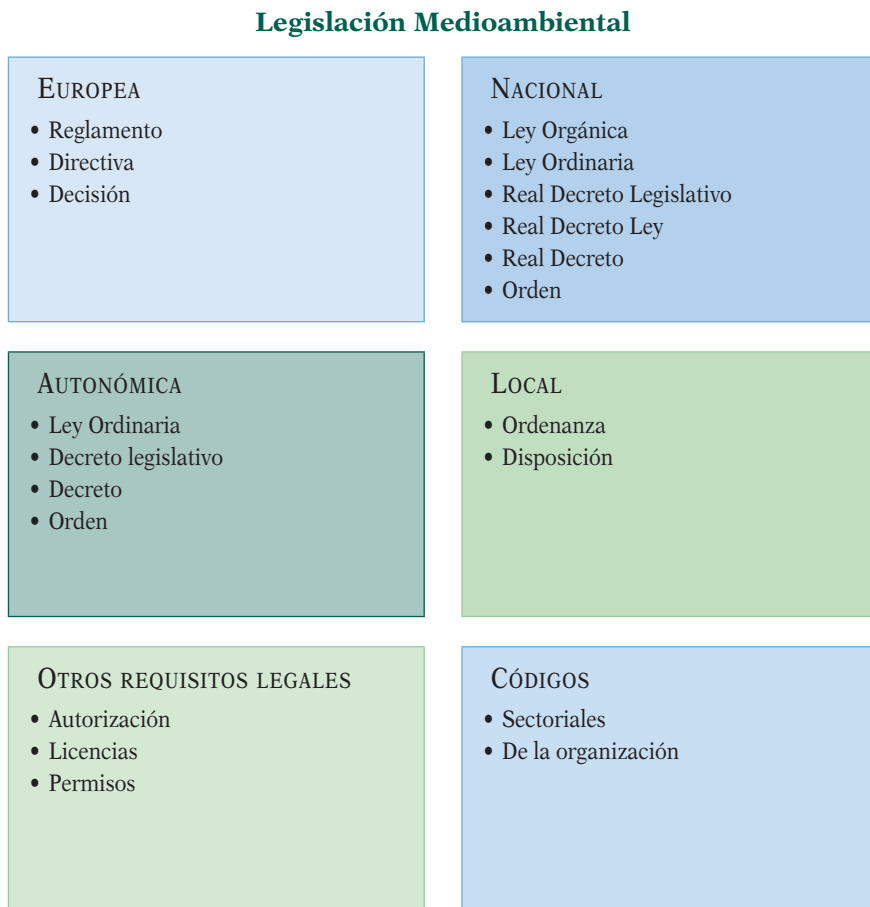 Legislación Medioambiental
EUROPEA
• Reglamento
• Directiva
• Decisión
NACIONAL
• Ley Orgánica
• Ley Ordinaria
• Real Decreto Legislativo
• Real Decreto Ley
• Real Decreto
• Orden
AUTONÓMICA
• Ley Ordinaria
• Decreto legislativo
• Decreto
• Orden
LOCAL
• Ordenanza
• Disposición
OTROS REQUISITOS LEGALES
• Autorización
• Licencias
• Permisos
CÓDIGOS
• Sectoriales
• De la organización